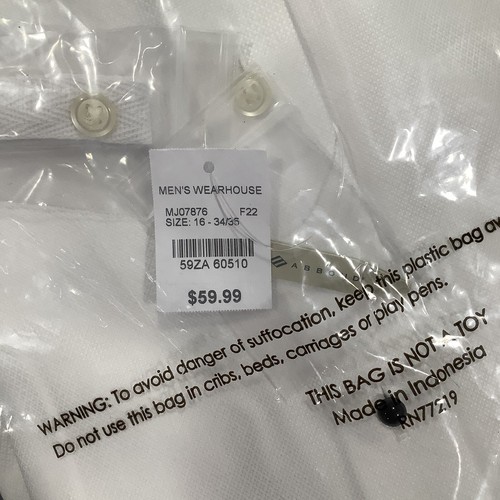 MEN'S WEARHOUSE
MJ07876 F22
SIZE: 16 - 34/35
59ZA 60510
$59.99
WARNING: To avoid danger of suffocation, keep this plastic bag
Do not use this bag in cribs, beds, carriages or play pens.
THIS BAG IS NOT A TOY
Made in Indonesia
RN77219